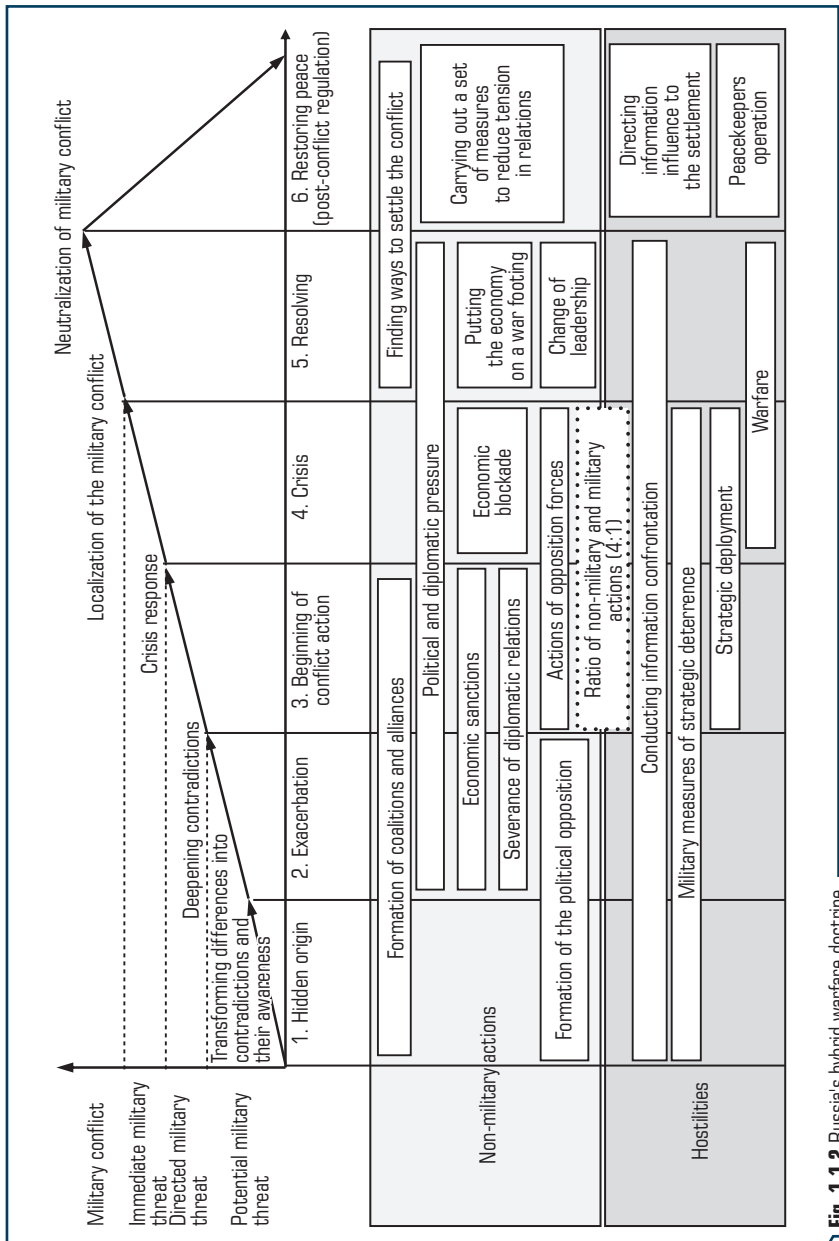 Military conflict
Immediate military
threat
Directed military
threat
Potential military
threat
Neutralization of military conflict
Localization of the military conflict
Crisis response
Deepening contradictions
Transforming differences into
contradictions and
their awareness
1. Hidden origin
2. Exacerbation
3. Beginning of
conflict action
4. Crisis
5. Resolving
6. Restoring peace
(post-conflict regulation)
Non-military actions
Formation of coalitions and alliances
Finding ways to settle the conflict
Political and diplomatic pressure
Economic sanctions
Economic
blockade
Putting
the economy
on a war footing
Carrying out a set
of measures
to reduce tension
in relations
Severance of diplomatic relations
Formation of the political opposition
Actions of opposition forces
Change of
leadership
Ratio of non-military and military
actions (4:1)
Hostilities
Conducting information confrontation
Directing
information
influence to
the settlement
Military measures of strategic deterrence
Strategic deployment
Warfare
Peacekeepers
operation
Fig. 1.1.2 Russia's hybrid warfare doctrine